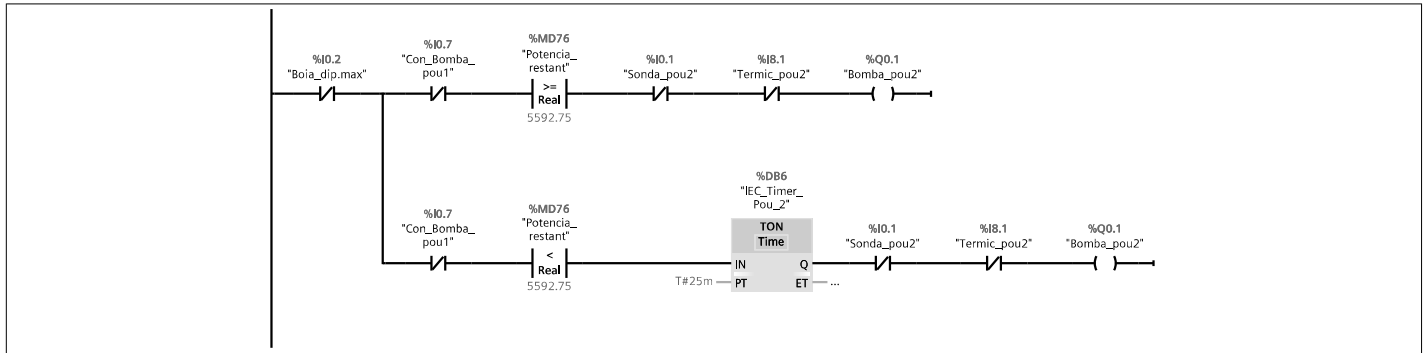 %I0.2
"Boia_dip.max"
%I0.7
"Con_Bomba_
pou1"
%MD76
"Potencia_
restant"
>=
Real
5592.75
%I0.1
"Sonda_pou2"
%I8.1
"Termic_pou2"
%Q0.1
"Bomba_pou2"
%I0.7
"Con_Bomba_
pou1"
%MD76
"Potencia_
restant"
<
Real
5592.75
%DB6
"IEC_Timer_
Pou_2"
TON
Time
IN Q
T#25m PT ET ...
%I0.1
"Sonda_pou2"
%I8.1
"Termic_pou2"
%Q0.1
"Bomba_pou2"